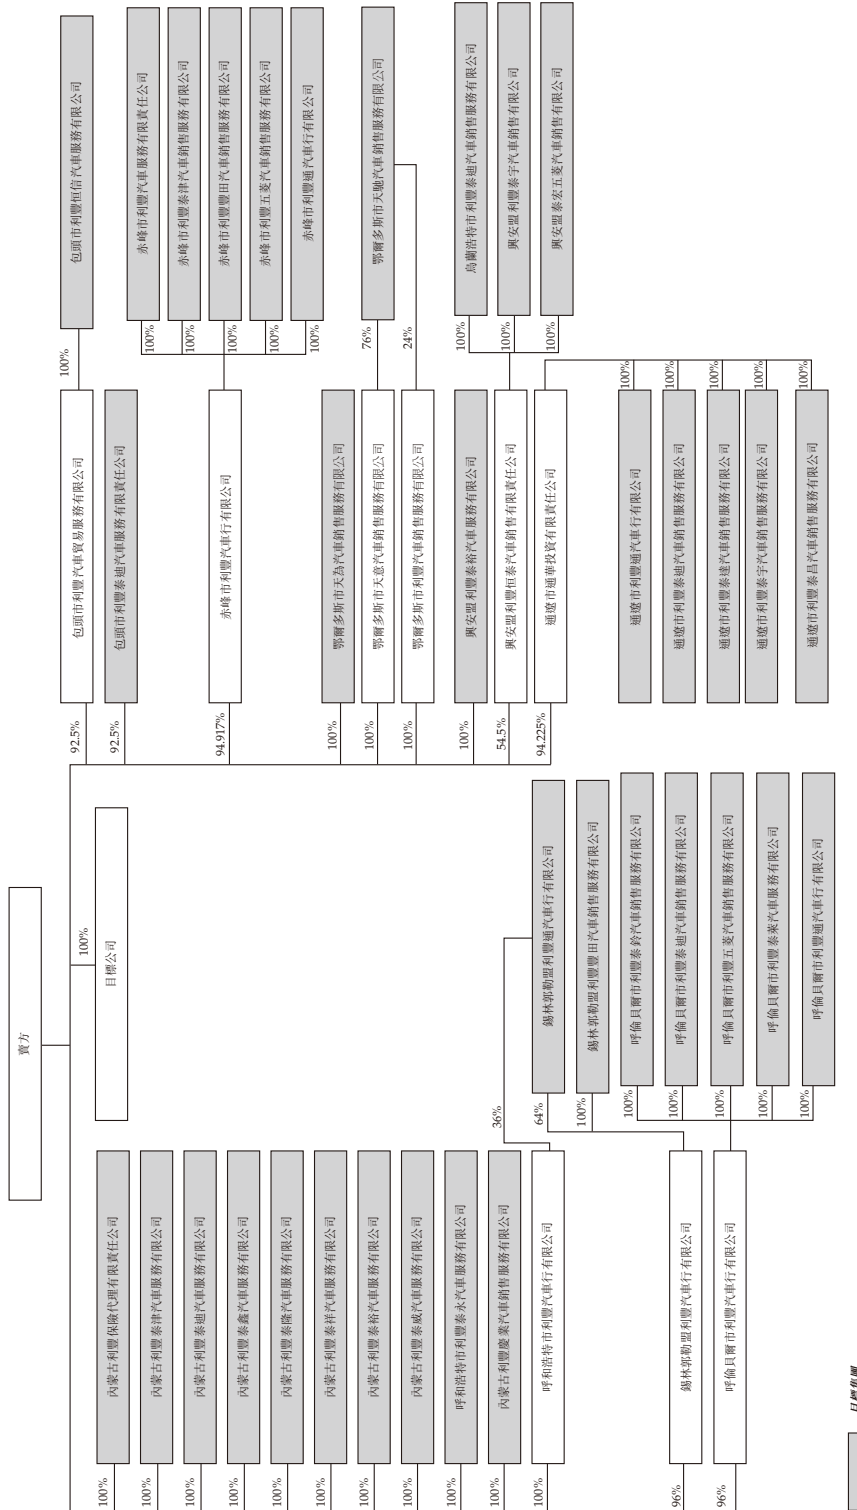 賣方
100%
目標公司
100%
內蒙古利豐保險代理有限責任公司
100%
內蒙古利豐泰津汽車服務有限公司
100%
內蒙古利豐泰迪汽車服務有限公司
100%
內蒙古利豐泰鑫汽車服務有限公司
100%
內蒙古利豐泰隆汽車服務有限公司
100%
內蒙古利豐泰祥汽車服務有限公司
100%
內蒙古利豐泰裕汽車服務有限公司
100%
內蒙古利豐泰威汽車服務有限公司
100%
呼和浩特市利豐泰永汽車服務有限公司
100%
內蒙古利豐慶業汽車銷售服務有限公司
100%
呼和浩特市利豐汽車行有限公司
36%
64%
錫林郭勒盟利豐通汽車行有限公司
100%
錫林郭勒盟利豐豐田汽車銷售服務有限公司
96%
錫林郭勒盟利豐汽車行有限公司
96%
呼倫貝爾市利豐汽車行有限公司
100%
呼倫貝爾市利豐泰鈴汽車銷售服務有限公司
100%
呼倫貝爾市利豐泰迪汽車銷售服務有限公司
100%
呼倫貝爾市利豐五菱汽車銷售服務有限公司
100%
呼倫貝爾市利豐泰萊汽車服務有限公司
100%
呼倫貝爾市利豐通汽車行有限公司
92.5%
包頭市利豐汽車貿易服務有限公司
100%
包頭市利豐恒信汽車服務有限公司
92.5%
包頭市利豐泰迪汽車服務有限責任公司
94.917%
赤峰市利豐汽車行有限公司
100%
赤峰市利豐汽車服務有限責任公司
100%
赤峰市利豐泰津汽車銷售服務有限公司
100%
赤峰市利豐豐田汽車銷售服務有限公司
100%
赤峰市利豐五菱汽車銷售服務有限公司
100%
赤峰市利豐通汽車行有限公司
100%
鄂爾多斯市天為汽車銷售服務有限公司
100%
鄂爾多斯市天意汽車銷售服務有限公司
76%
鄂爾多斯市天馳汽車銷售服務有限公司
100%
鄂爾多斯市利豐汽車銷售服務有限公司
24%
100%
興安盟利豐泰裕汽車銷售服務有限公司
54.5%
興安盟利豐恒泰汽車銷售有限責任公司
100%
烏蘭浩特市利豐泰迪汽車銷售服務有限公司
100%
興安盟利豐泰宇汽車銷售有限公司
100%
興安盟泰宏五菱汽車銷售有限公司
94.225%
通遼市通華投資有限責任公司
100%
通遼市利豐通汽車行有限公司
100%
通遼市利豐泰迪汽車銷售服務有限公司
100%
通遼市利豐泰達汽車銷售服務有限公司
100%
通遼市利豐泰宇汽車銷售服務有限公司
100%
通遼市利豐泰昌汽車銷售服務有限公司
目標集團